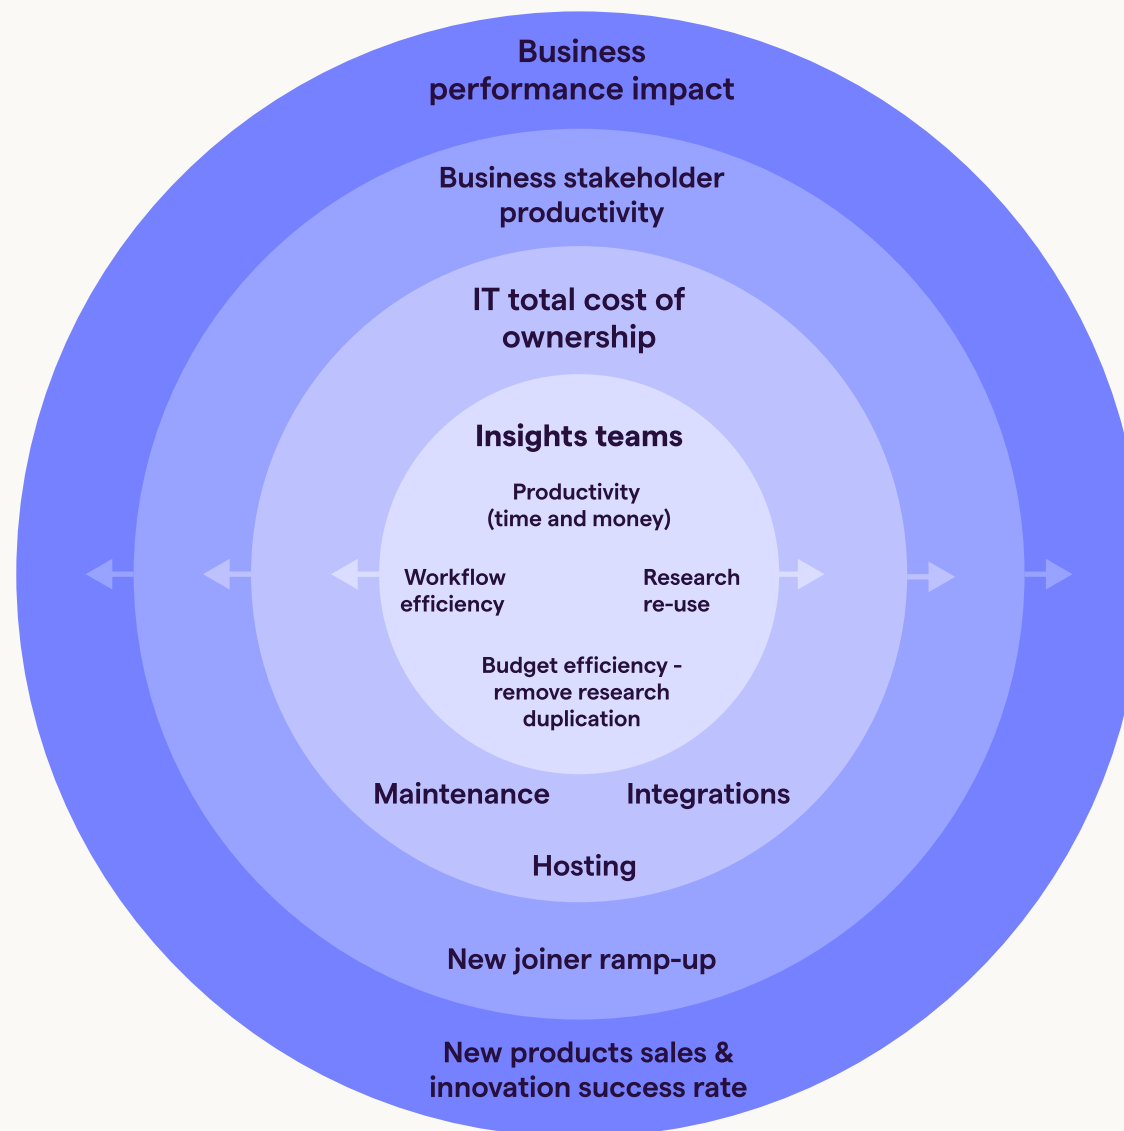 Business
performance impact
Business stakeholder
productivity
IT total cost of
ownership
Insights teams
Productivity
(time and money)
Workflow
efficiency
Research
re-use
Budget efficiency -
remove research
duplication
Maintenance
Integrations
Hosting
New joiner ramp-up
New products sales &
innovation success rate